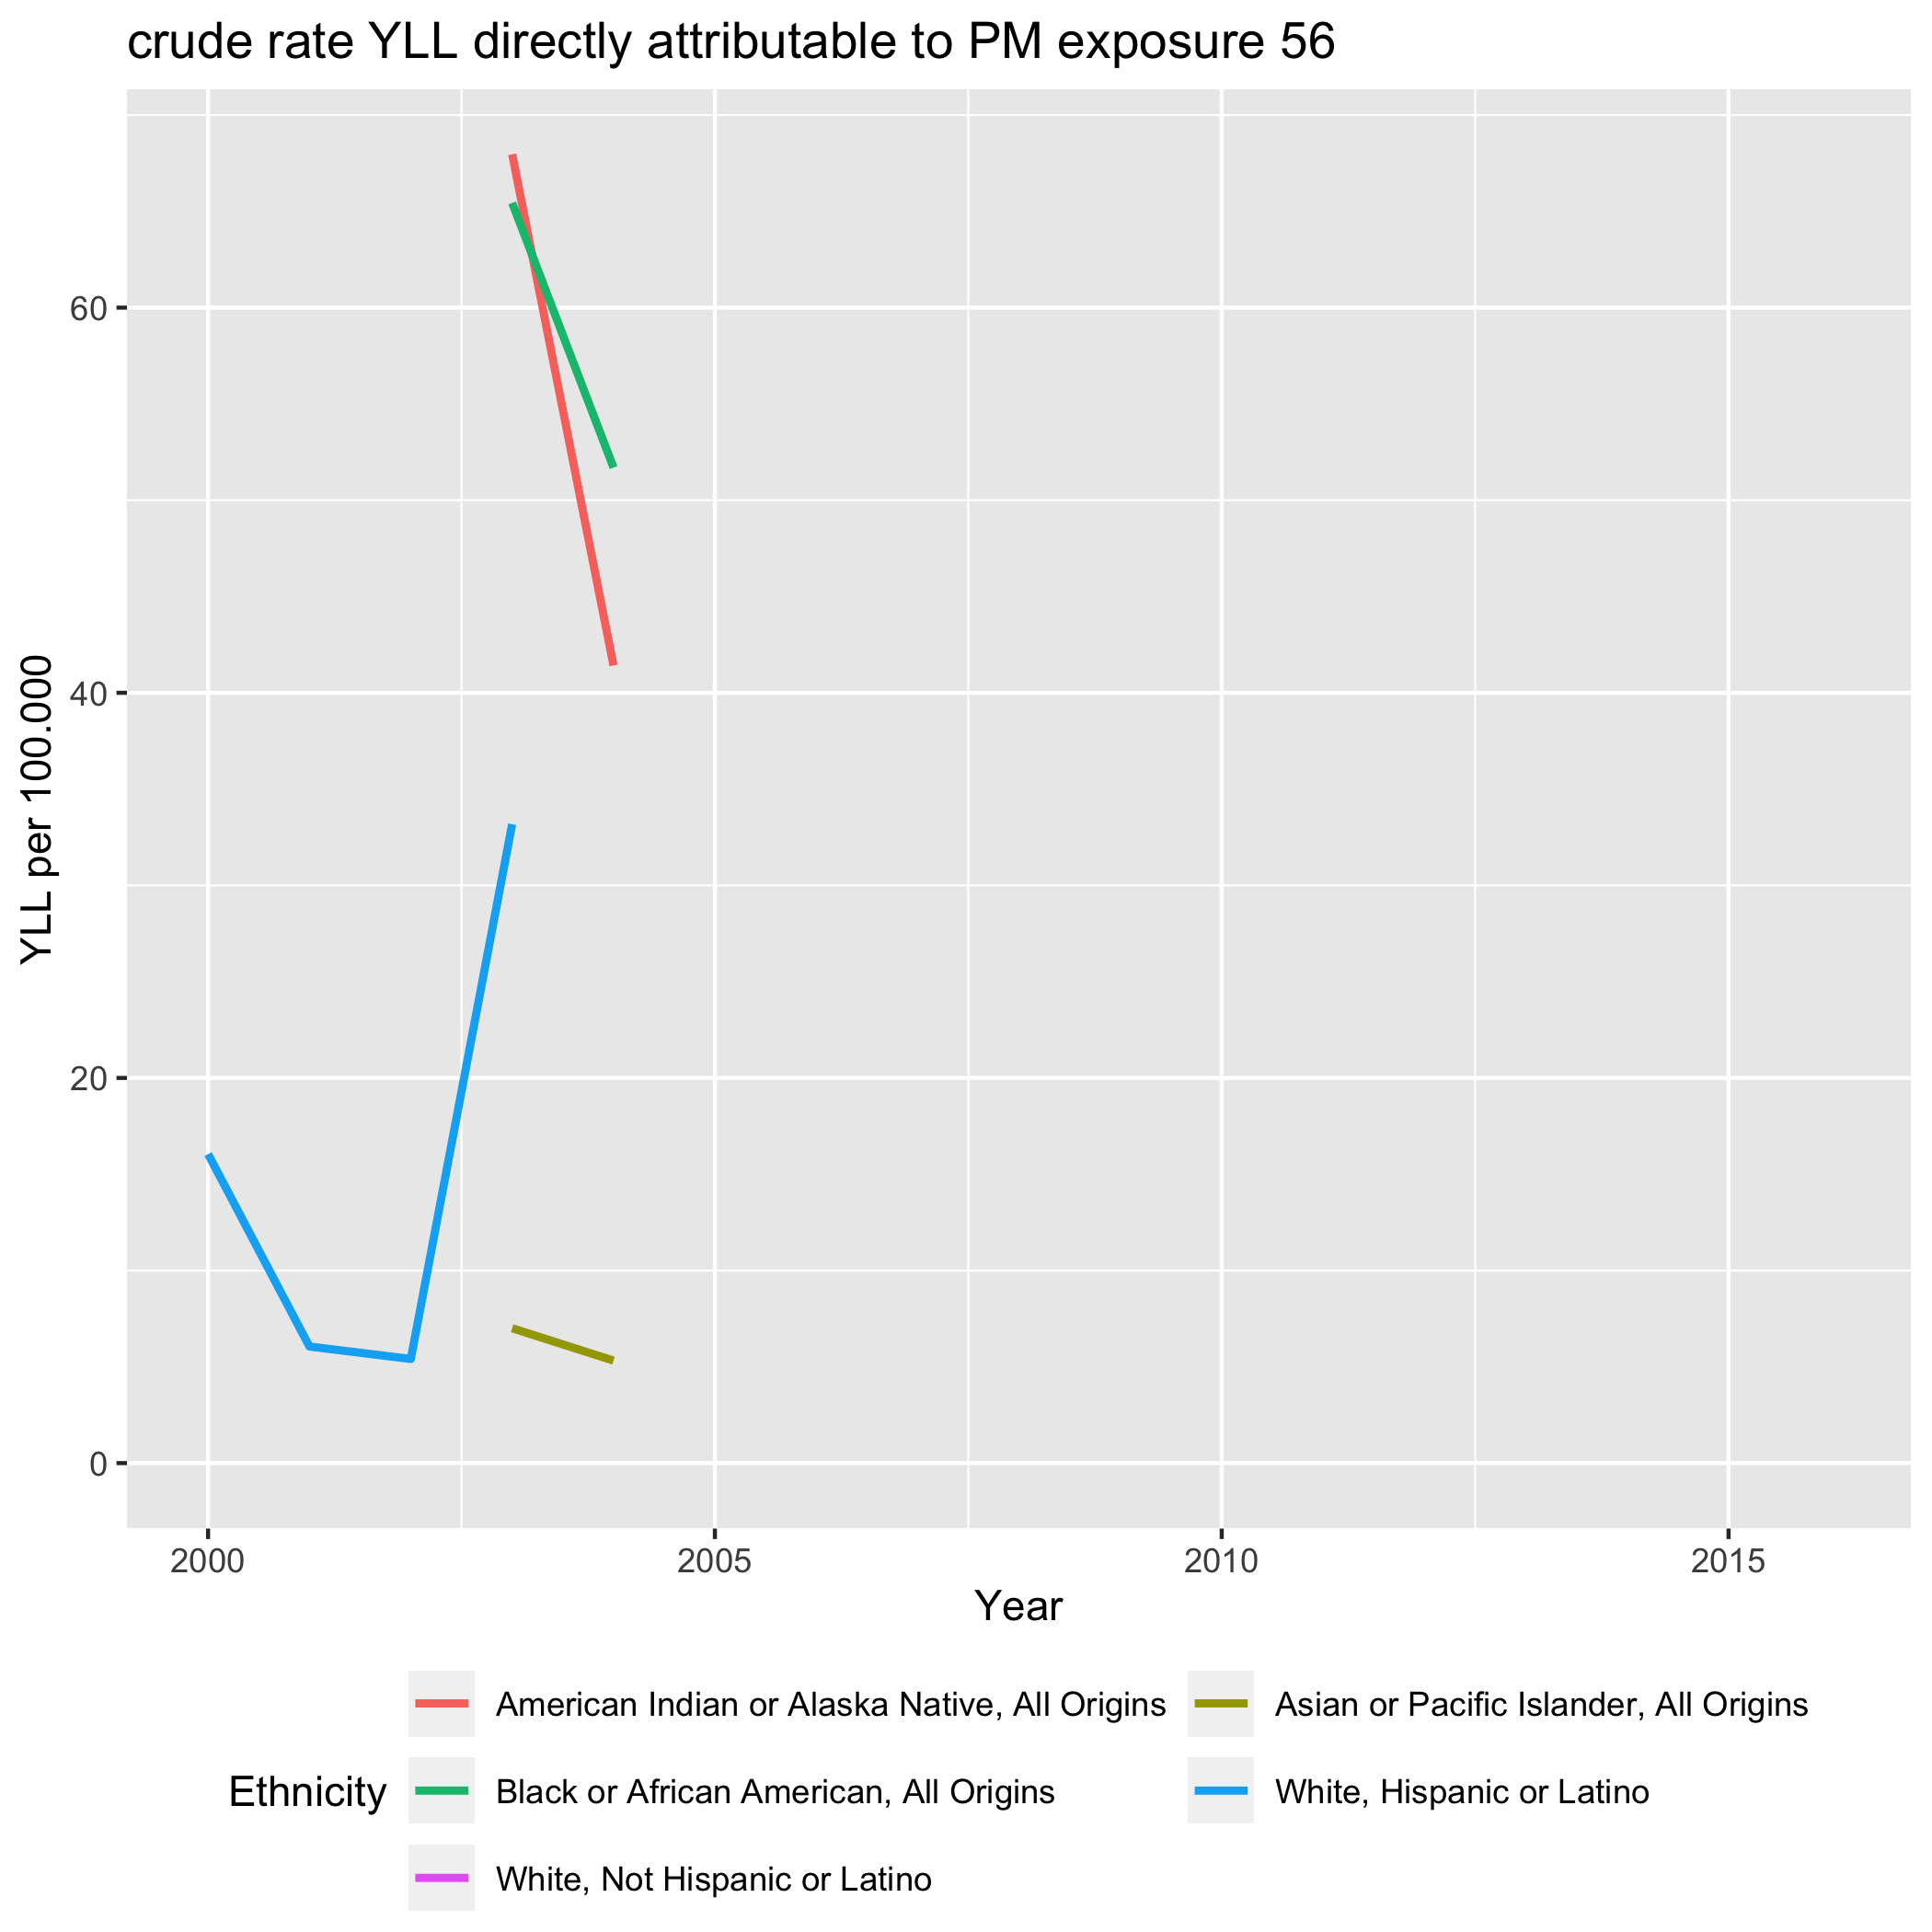 crude rate YLL directly attributable to PM exposure 56
YLL per 100.000
60
40
20
0
2000 2005 2010 2015
Year
Ethnicity
American Indian or Alaska Native, All Origins
Asian or Pacific Islander, All Origins
Black or African American, All Origins
White, Hispanic or Latino
White, Not Hispanic or Latino